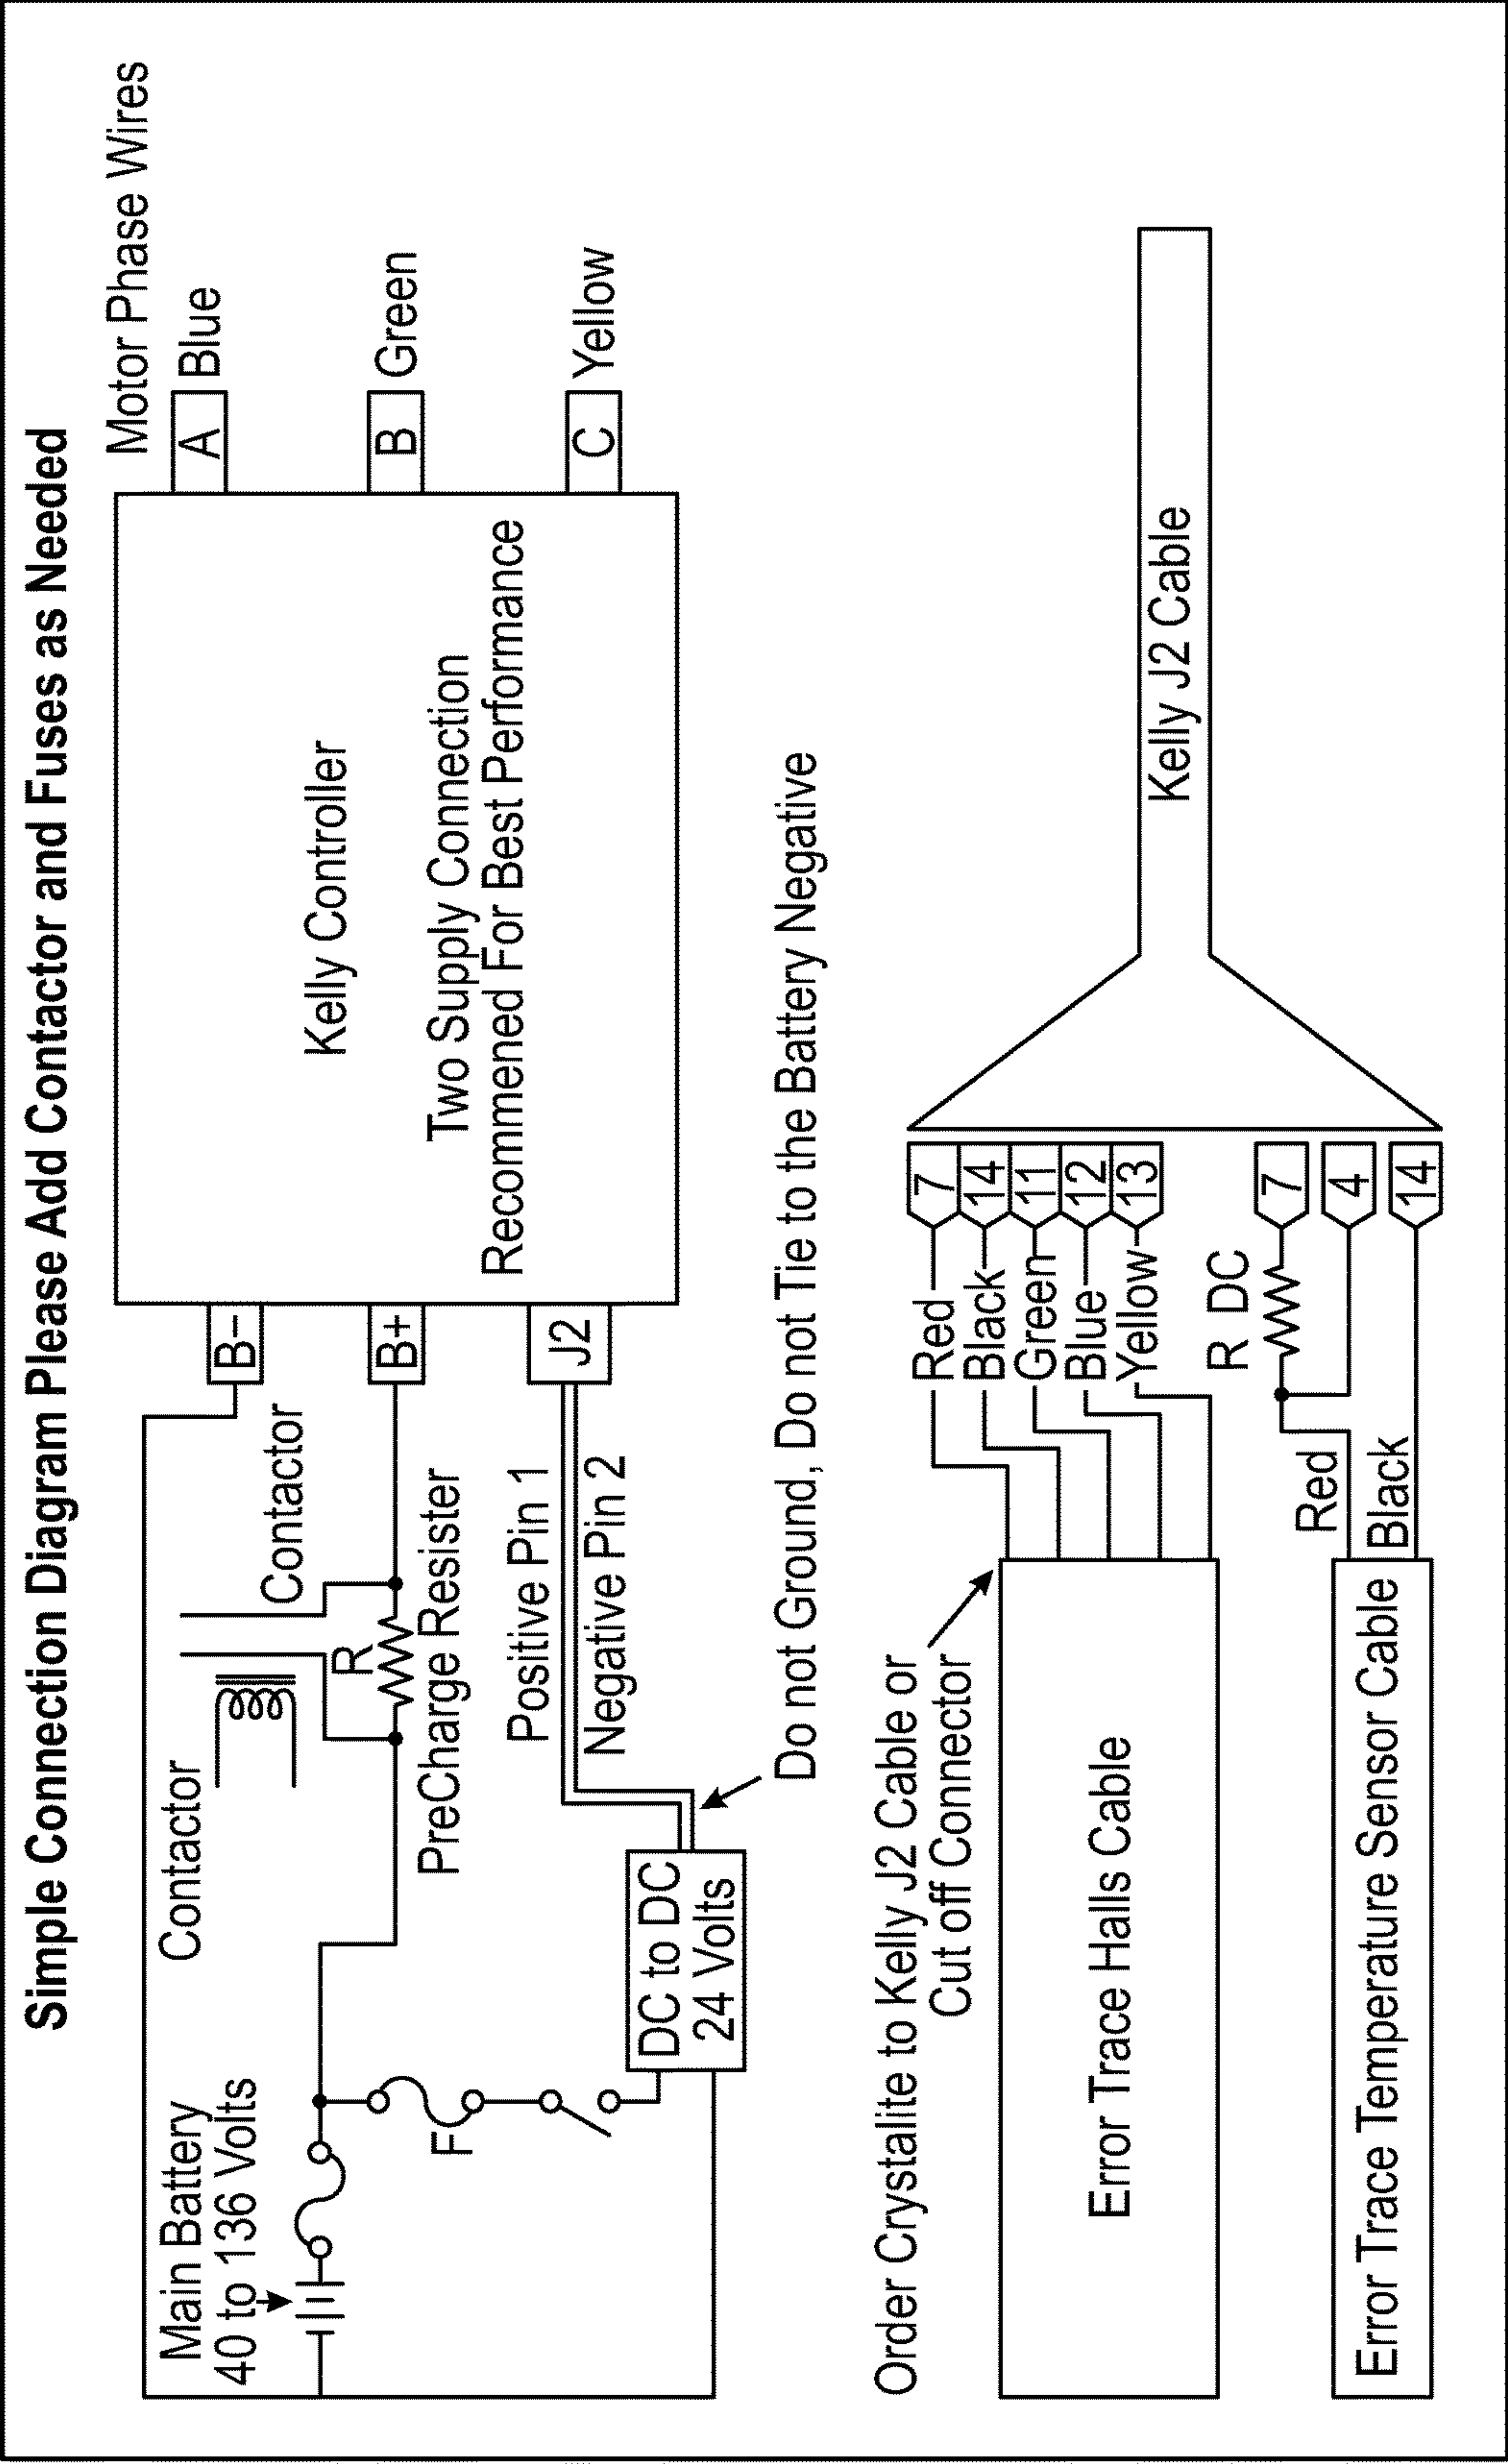 Simple Connection Diagram Please Add Contactor and Fuses as Needed
Motor Phase Wires
Main Battery
40 to 136 Volts
Contactor
Contactor
R
PreCharge Resister
F
DC to DC
24 Volts
Positive Pin 1
Negative Pin 2
B−
B+
J2
Kelly Controller
Two Supply Connection
Recommened For Best Performance
A
Blue
B
Green
C
Yellow
Do not Ground, Do not Tie to the Battery Negative
Order Crystalite to Kelly J2 Cable or
Cut off Connector
Error Trace Halls Cable
Red
Black
Green
Blue
Yellow
7
14
11
12
13
Kelly J2 Cable
Error Trace Temperature Sensor Cable
Red
Black
R DC
7
4
14